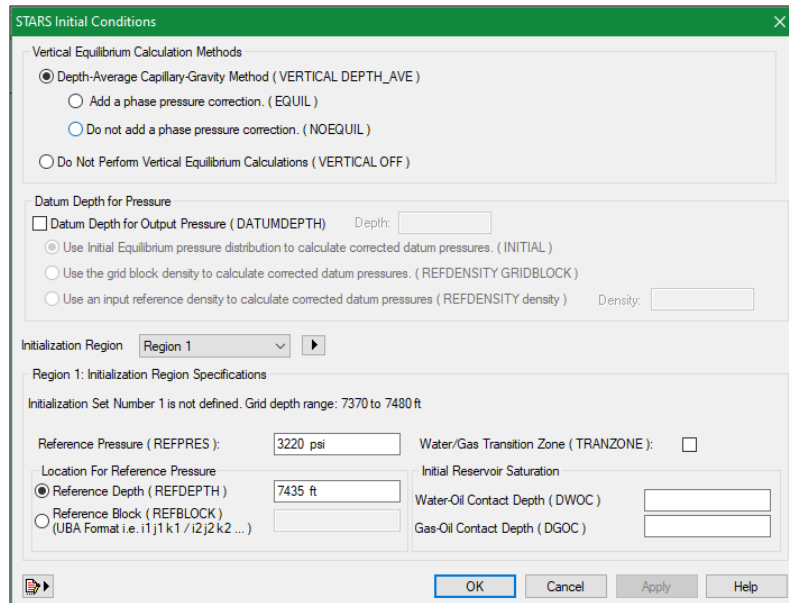 STARS Initial Conditions
Vertical Equilibrium Calculation Methods
Depth-Average Capillary-Gravity Method ( VERTICAL DEPTH_AVE )
Add a phase pressure correction. ( EQUIL )
Do not add a phase pressure correction. ( NOEQUIL )
Do Not Perform Vertical Equilibrium Calculations ( VERTICAL OFF )
Datum Depth for Pressure
Datum Depth for Output Pressure ( DATUMDEPTH) Depth:
Use Initial Equilibrium pressure distribution to calculate corrected datum pressures. ( INITIAL )
Use the grid block density to calculate corrected datum pressures. ( REFDENSITY GRIDBLOCK )
Use an input reference density to calculate corrected datum pressures ( REFDENSITY density ) Density:
Initialization Region Region 1
Region 1: Initialization Region Specifications
Initialization Set Number 1 is not defined. Grid depth range: 7370 to 7480 ft
Reference Pressure ( REFPRES ): 3220 psi Water/Gas Transition Zone ( TRANZONE ):
Location For Reference Pressure Initial Reservoir Saturation
Reference Depth ( REFDEPTH ) 7435 ft
Water-Oil Contact Depth ( DWOC )
Reference Block ( REFBLOCK )
(UBA Format i.e. i1 j1 k1 / i2 j2 k2 ... )
Gas-Oil Contact Depth ( DGOC )
OK Cancel Apply Help